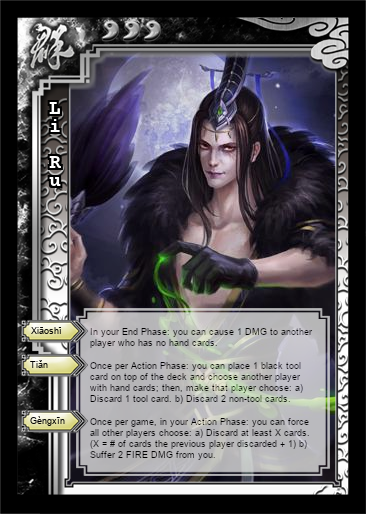 群
Li Ru
Xiāoshǐ
In your End Phase: you can cause 1 DMG to another
player who has no hand cards.
Tiǎn
Once per Action Phase: you can place 1 black tool
card on top of the deck and choose another player
with hand cards; then, make that player choose: a)
Discard 1 tool card. b) Discard 2 non-tool cards.
Gèngxīn
Once per game, in your Action Phase: you can force
all other players choose: a) Discard at least X cards.
(X = # of cards the previous player discarded + 1) b)
Suffer 2 FIRE DMG from you.